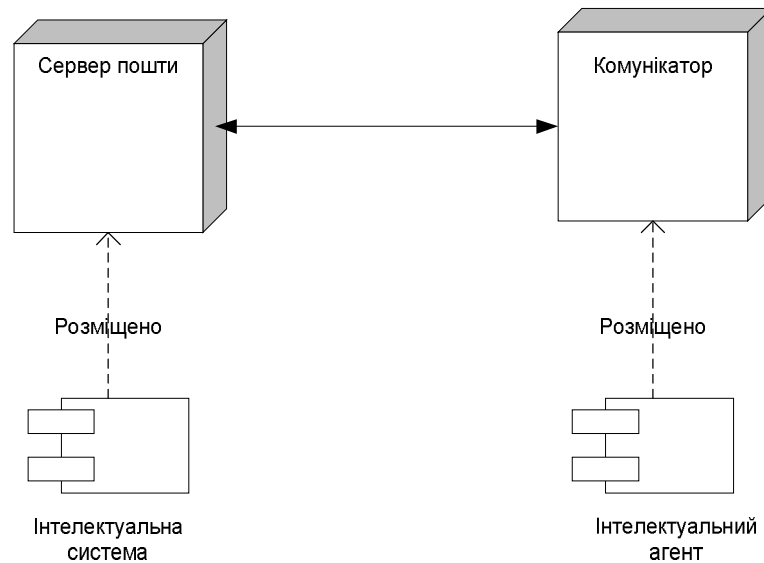 Сервер пошти
Комунікатор
Розміщено
Розміщено
Інтелектуальна
система
Інтелектуальний
агент